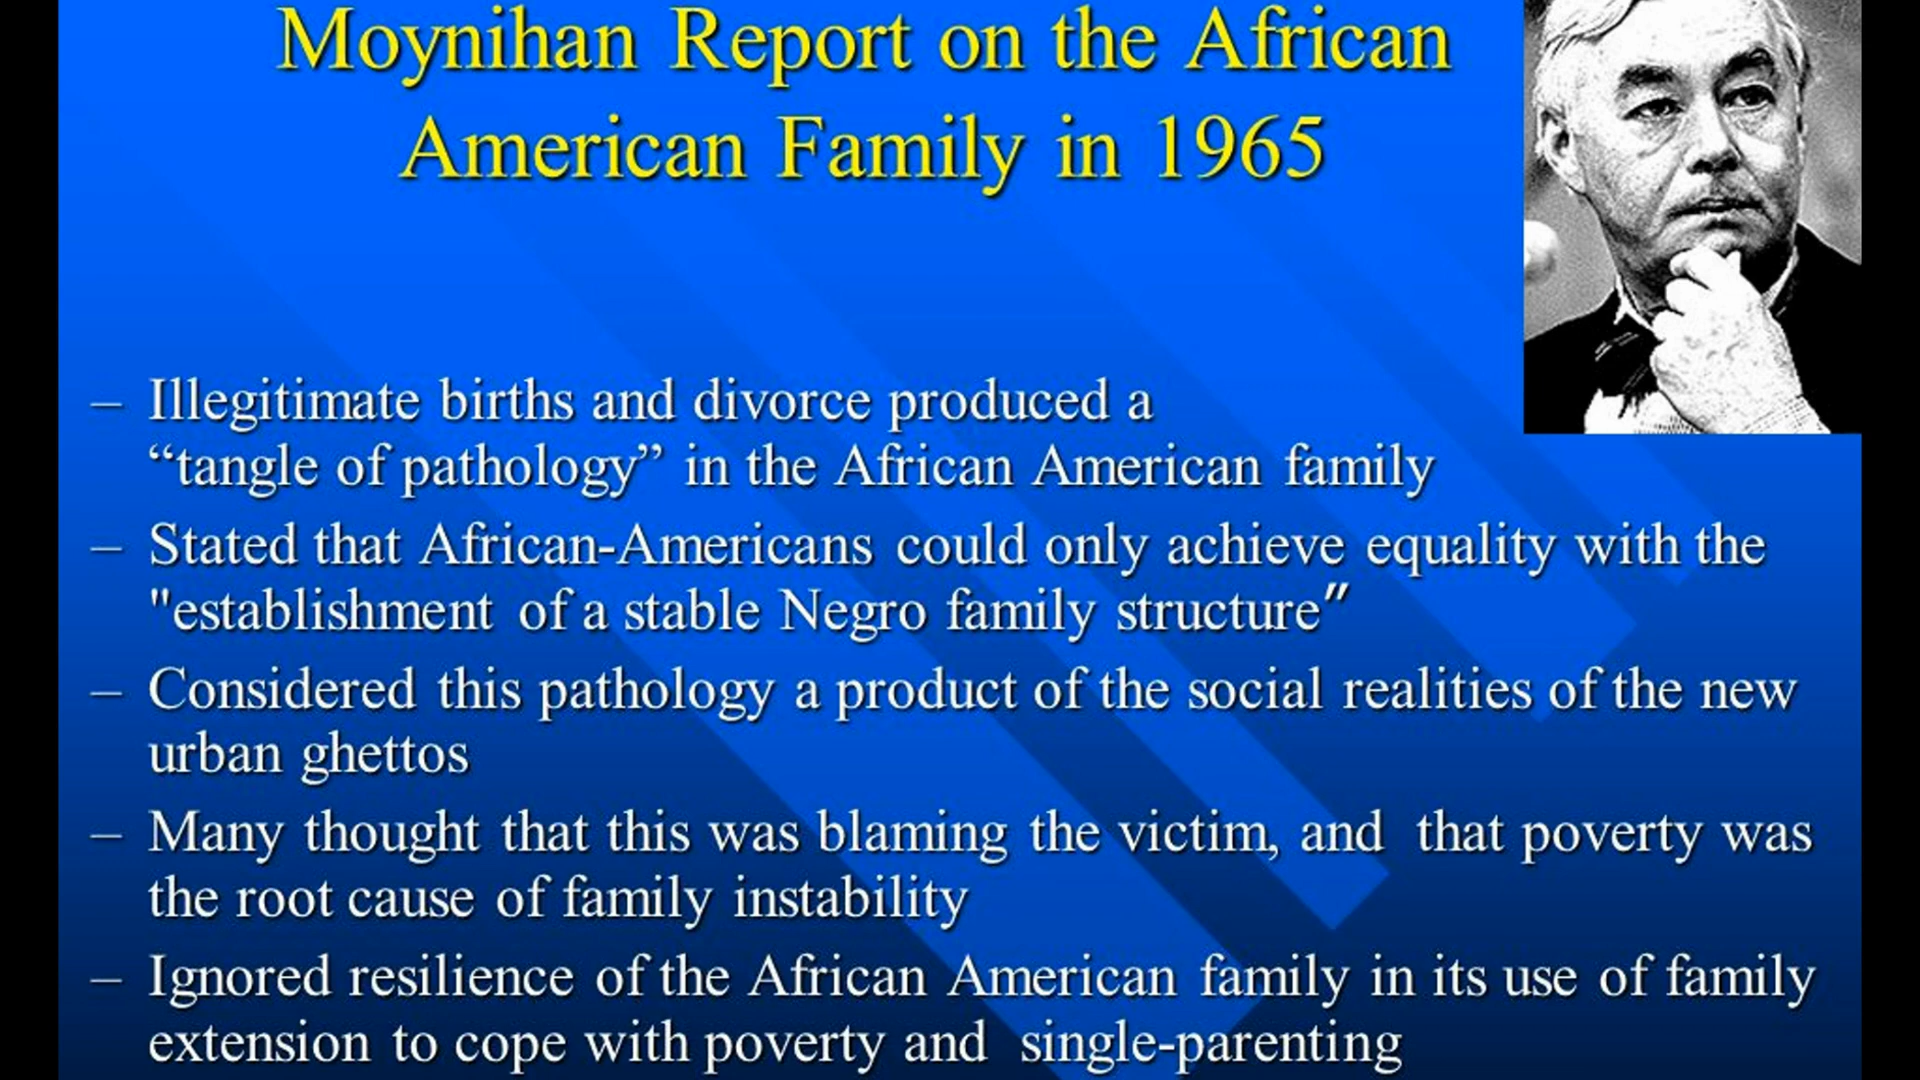 Moynihan Report on the African
American Family in 1965
– Illegitimate births and divorce produced a
“tangle of pathology” in the African American family
– Stated that African-Americans could only achieve equality with the
"establishment of a stable Negro family structure”
– Considered this pathology a product of the social realities of the new
urban ghettos
– Many thought that this was blaming the victim, and that poverty was
the root cause of family instability
– Ignored resilience of the African American family in its use of family
extension to cope with poverty and single-parenting